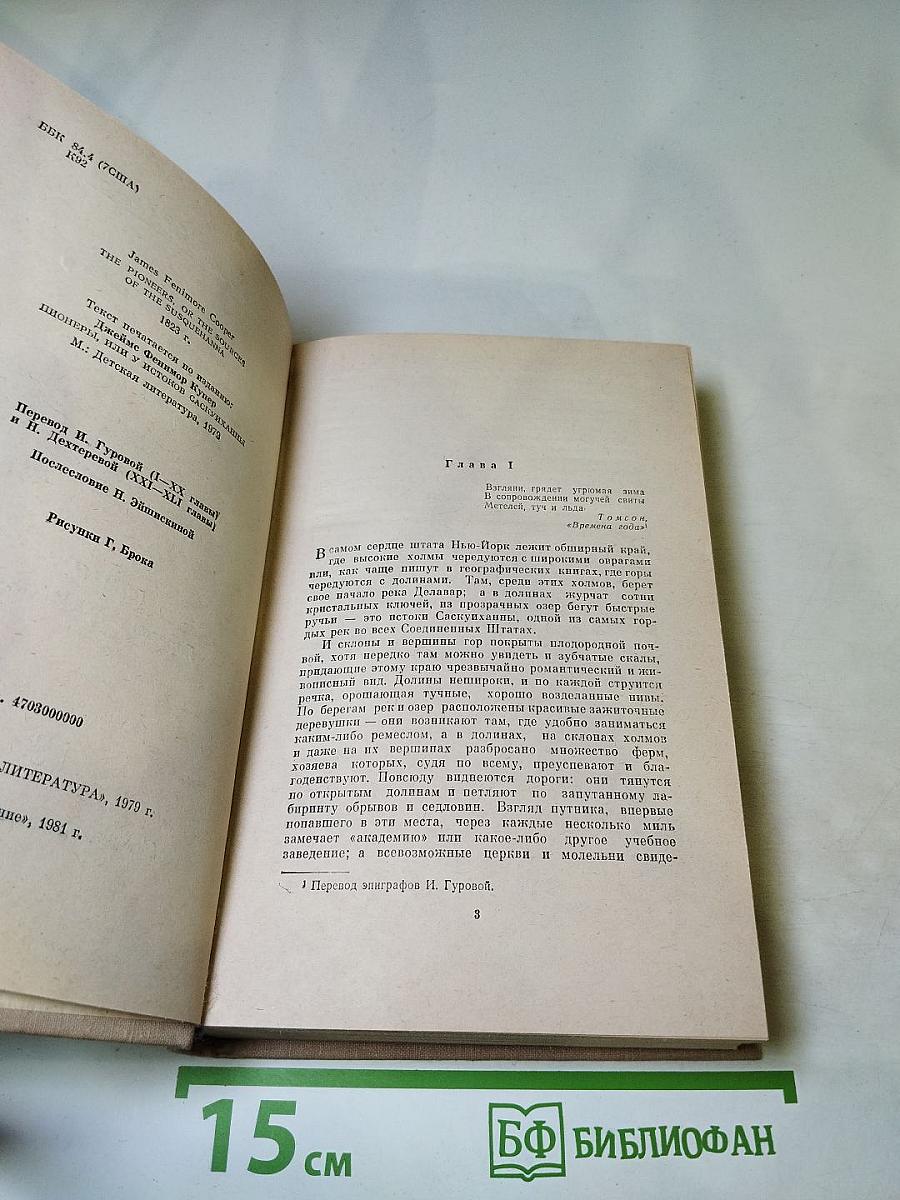 ББК 84.4 (7США)
К92
James Fenimore Cooper
THE PIONEERS, OR THE SOURCES
OF THE SUSQUEHANNA
1823 г.
Текст печатается по изданию:
Джеймс Фенимор Купер
ПИОНЕРЫ, ИЛИ У ИСТОКОВ САСКУИХАННЫ
М.: Детская литература, 1973
Перевод И. Гуровой (I—XX главы)
и Н. Дехтеревой (XXI—XLI главы)
Послесловие Н. Эйшискиной
Рисунки Г. Брока
. 4703000000
ЛИТЕРАТУРА», 1979 г.
1981 г.
Глава I
Взгляни, грядет угрюмая зима
В сопровождении могучей свиты
Метелей, туч и льда.
Томсон,
«Времена года»¹
В самом сердце штата Нью-Йорк лежит обширный край,
где высокие холмы чередуются с широкими оврагами
или, как чаще пишут в географических книгах, где горы
чередуются с долинами. Там, среди этих холмов, берет
свое начало река Делавар; а в долинах журчат сотни
кристальных ключей, из прозрачных озер бегут быстрые
ручьи — это истоки Саскуиханны, одной из самых гор-
дых рек во всех Соединенных Штатах.
И склоны и вершины гор покрыты плодородной поч-
вой, хотя нередко там можно увидеть и зубчатые скалы,
придающие этому краю чрезвычайно романтический и жи-
вописный вид. Долины неширокии, и по каждой струится
речка, орошающая тучные, хорошо возделанные нивы.
По берегам рек и озер расположены красивые зажиточные
деревушки — они возникают там, где удобно заниматься
каким-либо ремеслом, а в долинах, на склонах холмов
и даже на их вершинах разбросано множество ферм,
хозяева которых, судя по всему, преуспевают и бла-
годенствуют. Повсюду виднеются дороги: они тянутся
по открытым долинам и петляют по запутанному ла-
биринту обрывов и седловин. Взгляд путника, впервые
попавшего в эти места, через каждые несколько миль
замечает «академию» или какое-либо другое учебное
заведение; а всевозможные церкви и молельни свиде-
¹ Перевод эпиграфов И. Гуровой.
3
15 см
БФ БИБЛИОФАН